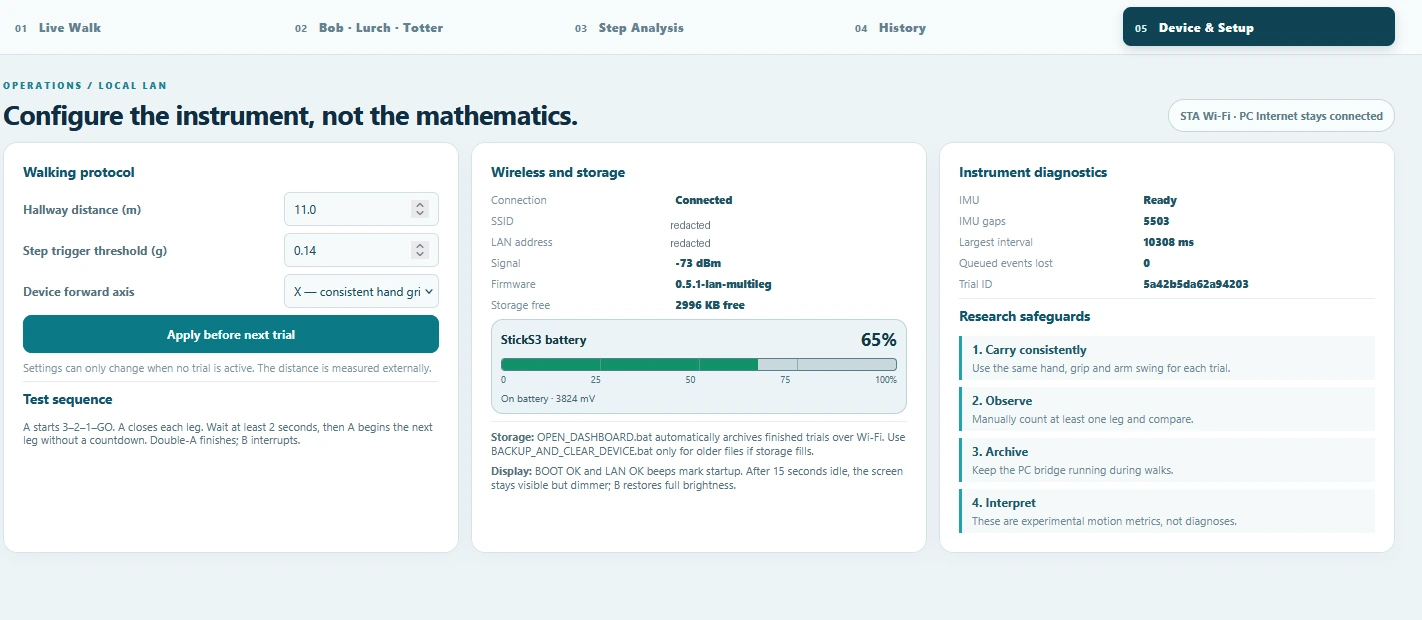 01 Live Walk
02 Bob · Lurch · Totter
03 Step Analysis
04 History
05 Device & Setup
OPERATIONS / LOCAL LAN
Configure the instrument, not the mathematics.
STA Wi-Fi · PC Internet stays connected
Walking protocol
Hallway distance (m) 11.0
Step trigger threshold (g) 0.14
Device forward axis X — consistent hand gri
Apply before next trial
Settings can only change when no trial is active. The distance is measured externally.
Test sequence
A starts 3–2–1–GO. A closes each leg. Wait at least 2 seconds, then A begins the next
leg without a countdown. Double-A finishes; B interrupts.
Wireless and storage
Connection Connected
SSID redacted
LAN address redacted
Signal -73 dBm
Firmware 0.5.1-lan-multileg
Storage free 2996 KB free
StickS3 battery 65%
0 25 50 75 100%
On battery · 3824 mV
Storage: OPEN_DASHBOARD.bat automatically archives finished trials over Wi-Fi. Use
BACKUP_AND_CLEAR_DEVICE.bat only for older files if storage fills.
Display: BOOT OK and LAN OK beeps mark startup. After 15 seconds idle, the screen
stays visible but dimmer; B restores full brightness.
Instrument diagnostics
IMU Ready
IMU gaps 5503
Largest interval 10308 ms
Queued events lost 0
Trial ID 5a42b5da62a94203
Research safeguards
1. Carry consistently
Use the same hand, grip and arm swing for each trial.
2. Observe
Manually count at least one leg and compare.
3. Archive
Keep the PC bridge running during walks.
4. Interpret
These are experimental motion metrics, not diagnoses.